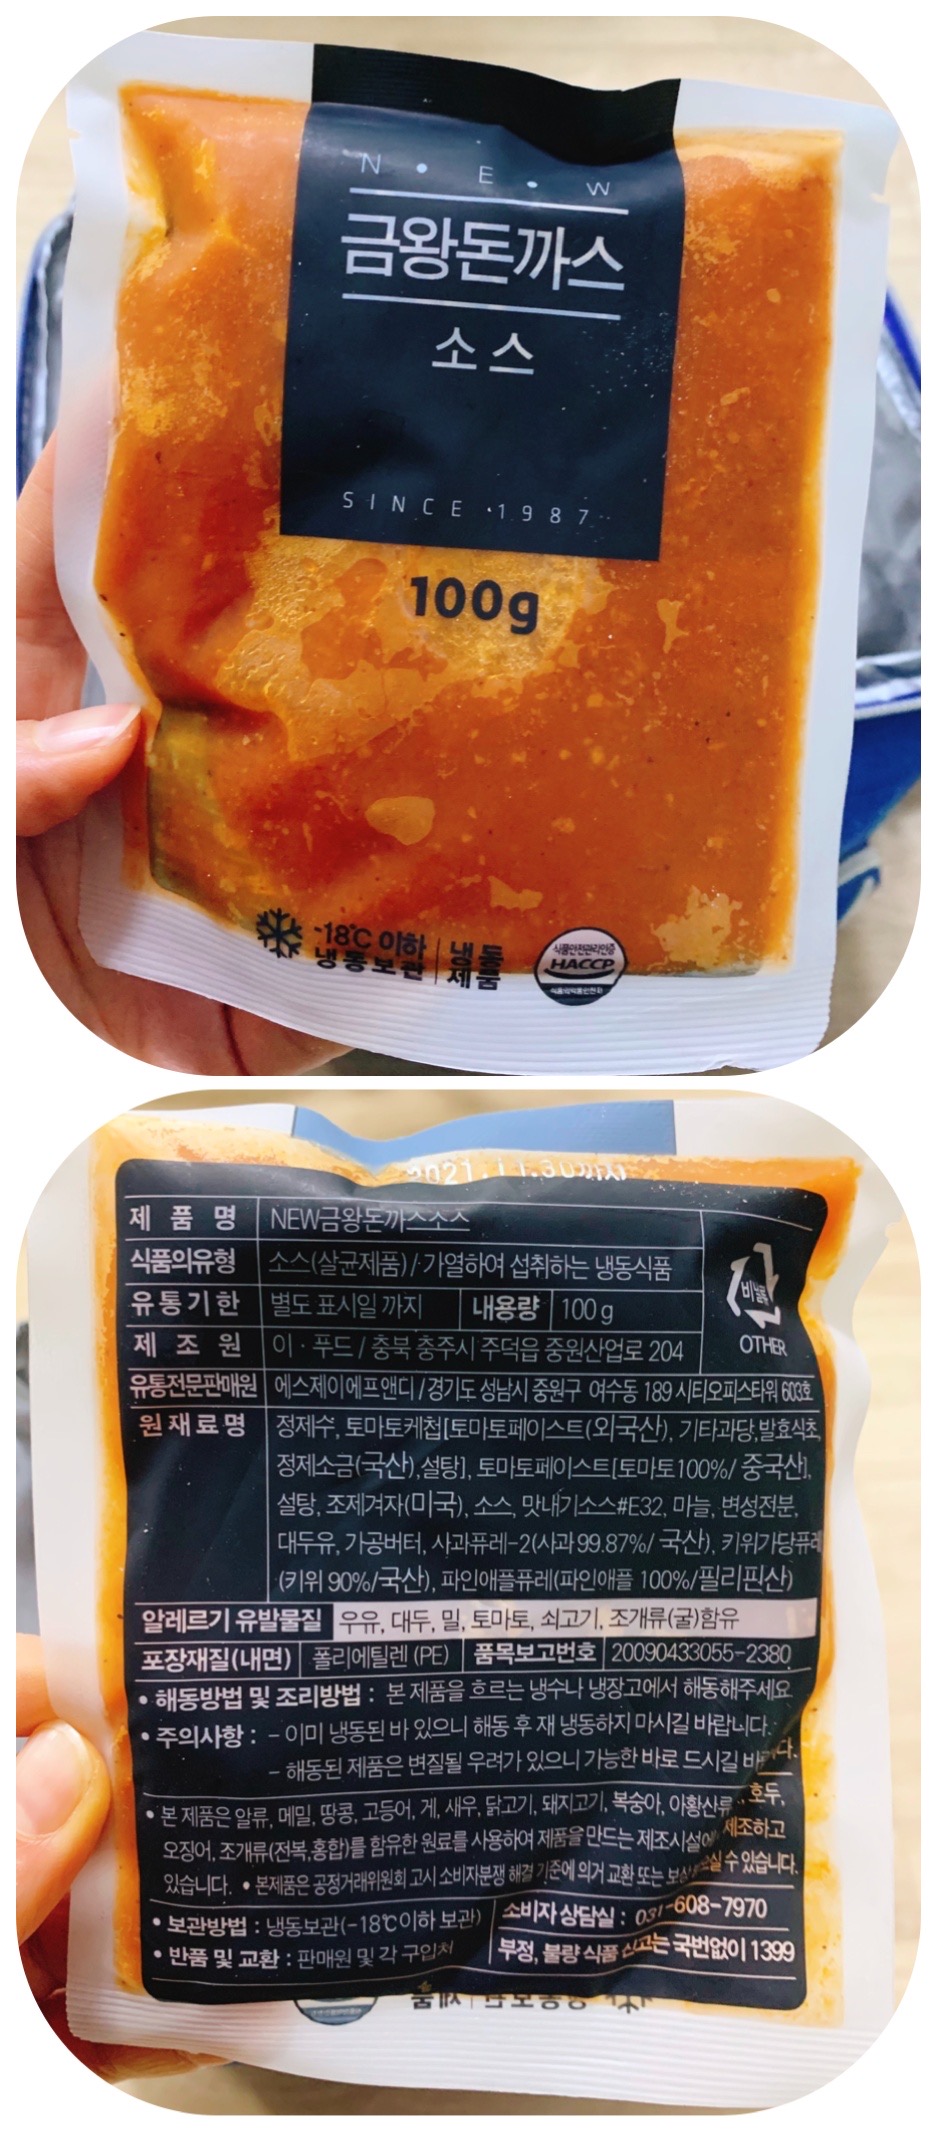 N · E · W
금왕돈까스
소스
SINCE ·1987
100g
-18℃ 이하
냉동보관
냉동
제품
식품안전관리인증
HACCP
2021.11.30까지
제 품 명 NEW금왕돈까스소스
식품의유형 소스(살균제품)/가열하여 섭취하는 냉동식품
유통기한 별도 표시일 까지 내용량 100g
제 조 원 이·푸드 / 충북 충주시 주덕읍 중원산업로 204
비닐류
OTHER
유통전문판매원 에스제이에프앤디/경기도 성남시 중원구 여수동 189 시티오피스타워 603호
원재료명 정제수, 토마토케첩[토마토페이스트(외국산), 기타과당,발효식초,
정제소금(국산),설탕], 토마토페이스트[토마토100%/ 중국산],
설탕, 조제겨자(미국), 소스, 맛내기소스#E32, 마늘, 변성전분,
대두유, 가공버터, 사과퓨레-2(사과 99.87%/ 국산), 키위가당퓨레
(키위 90%/국산), 파인애플퓨레(파인애플 100%/필리핀산)
알레르기 유발물질 우유, 대두, 밀, 토마토, 쇠고기, 조개류(굴)함유
포장재질(내면) 폴리에틸렌 (PE) 품목보고번호 20090433055-2380
• 해동방법 및 조리방법 : 본 제품을 흐르는 냉수나 냉장고에서 해동해주세요
• 주의사항 : - 이미 냉동된 바 있으니 해동 후 재 냉동하지 마시길 바랍니다.
- 해동된 제품은 변질될 우려가 있으니 가능한 바로 드시길
• 본 제품은 알류, 메밀, 땅콩, 고등어, 게, 새우, 닭고기, 돼지고기, 복숭아, 아황산류, 호두,
오징어, 조개류(전복,홍합)를 함유한 원료를 사용하여 제품을 만드는 제조시설에서 제조하고
있습니다. • 본제품은 공정거래위원회 고시 소비자분쟁 해결 기준에 의거 교환 또는 수 있습니다.
• 보관방법 : 냉동보관(-18℃이하 보관) 소비자 상담실 : 031-608-7970
• 반품 및 교환 : 판매원 및 각 구입처 부정, 불량 식품 신고는 국번없이 1399